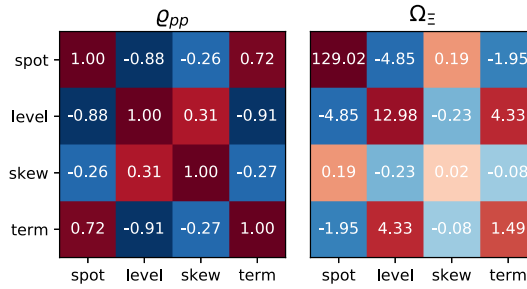 ϱpp ΩΞ
spot 1.00 -0.88 -0.26 0.72 129.02 -4.85 0.19 -1.95
level -0.88 1.00 0.31 -0.91 -4.85 12.98 -0.23 4.33
skew -0.26 0.31 1.00 -0.27 0.19 -0.23 0.02 -0.08
term 0.72 -0.91 -0.27 1.00 -1.95 4.33 -0.08 1.49
spot level skew term spot level skew term